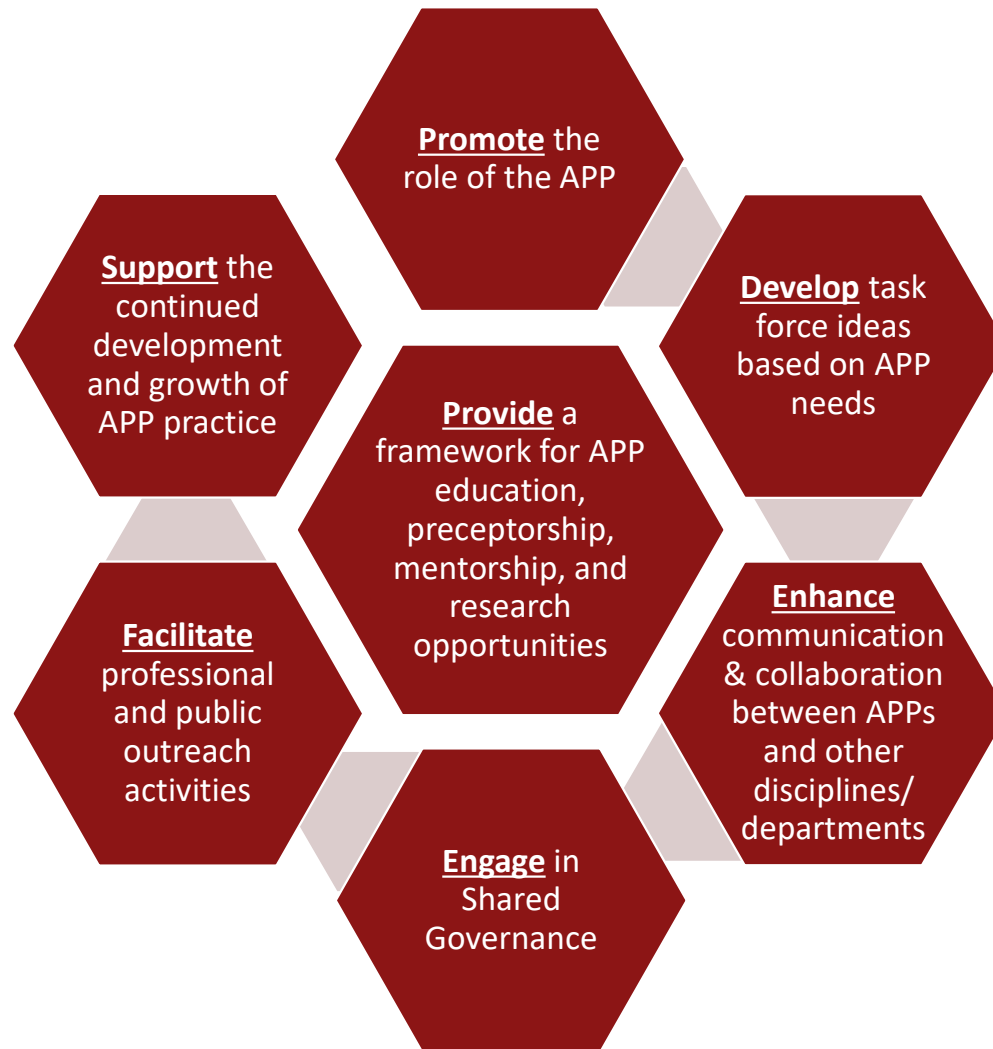 Promote the
role of the APP
Develop task
force ideas
based on APP
needs
Enhance
communication
& collaboration
between APPs
and other
disciplines/
departments
Engage in
Shared
Governance
Facilitate
professional
and public
outreach
activities
Support the
continued
development
and growth of
APP practice
Provide a
framework for APP
education,
preceptorship,
mentorship, and
research
opportunities